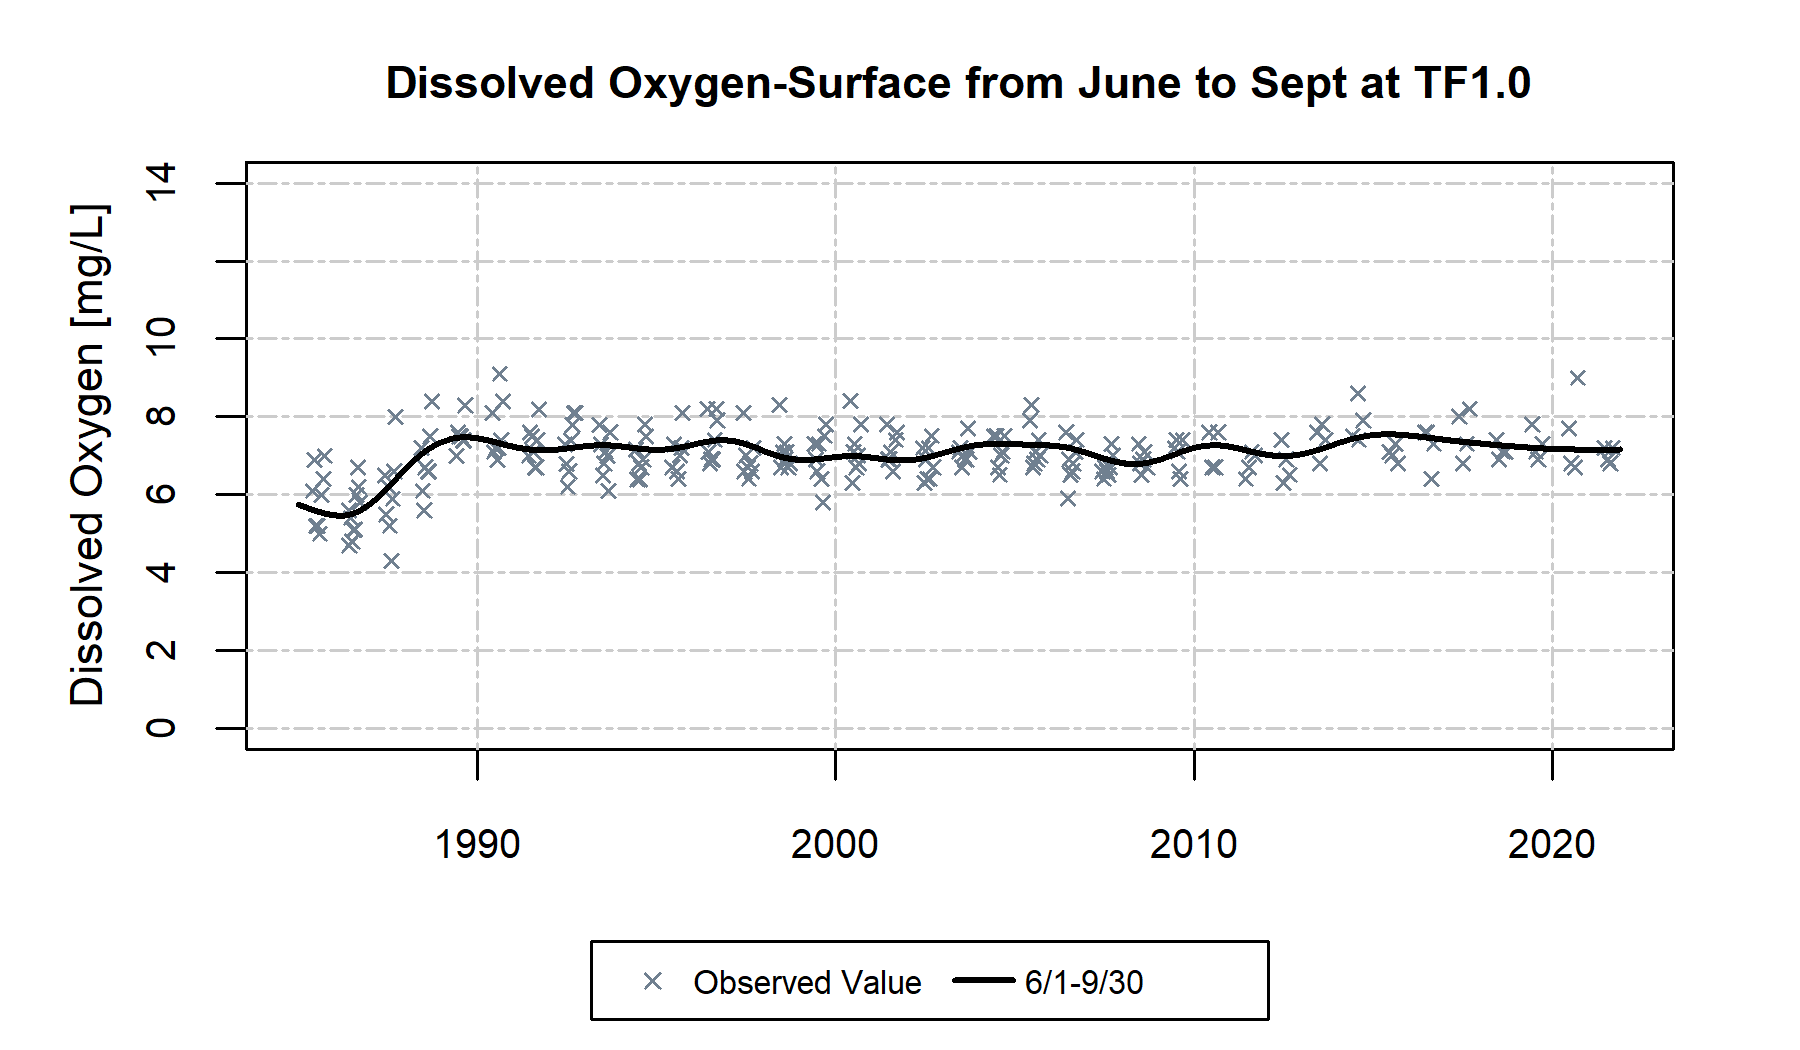 Dissolved Oxygen-Surface from June to Sept at TF1.0
Dissolved Oxygen [mg/L]
14
10
8
6
4
2
0
1990 2000 2010 2020
Observed Value 6/1-9/30